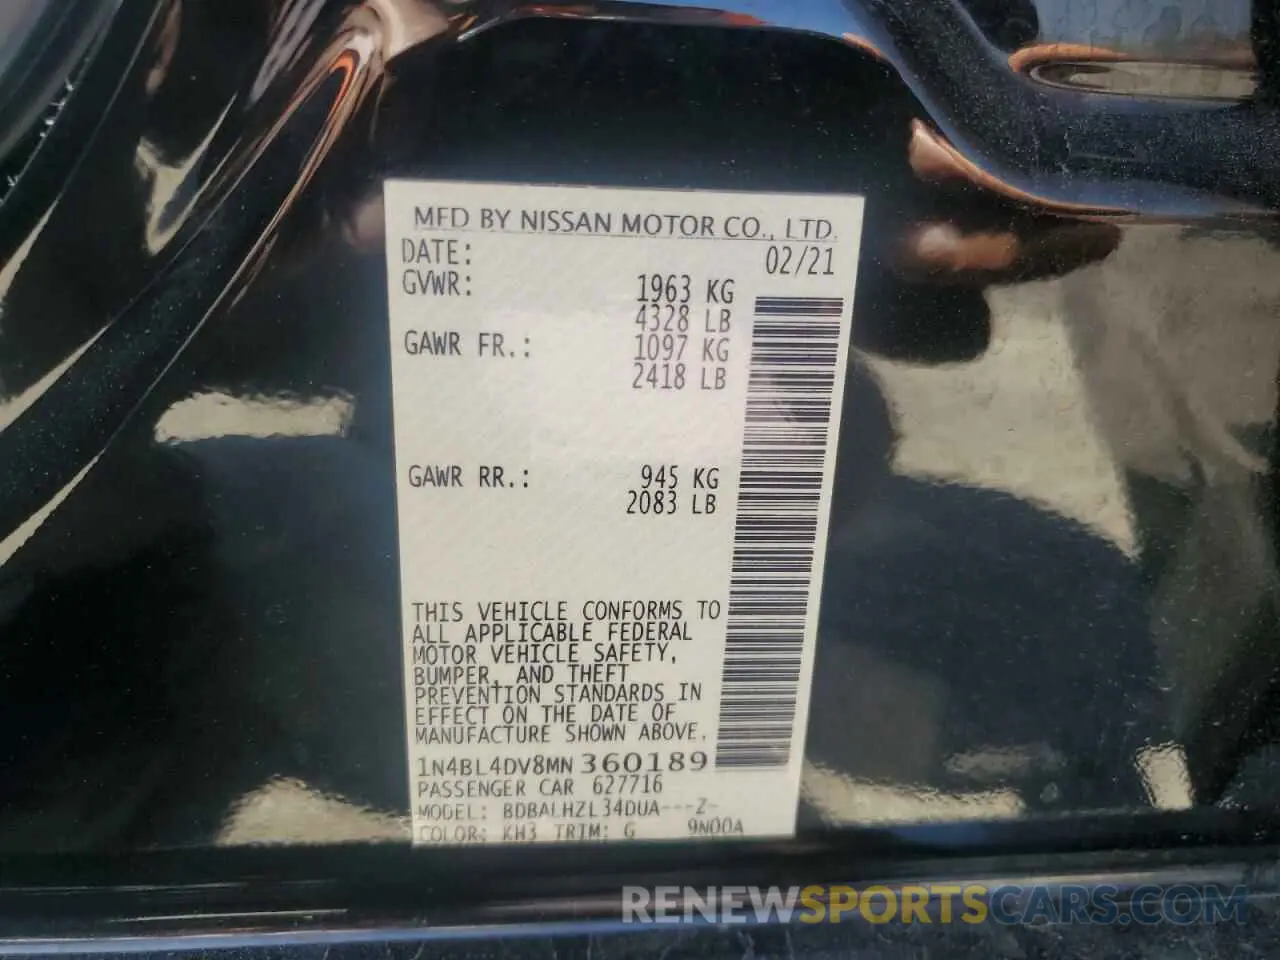 MFD BY NISSAN MOTOR CO., LTD.
DATE: 02/21
GVWR: 1963 KG
4328 LB
GAWR FR.: 1097 KG
2418 LB
GAWR RR.: 945 KG
2083 LB
THIS VEHICLE CONFORMS TO
ALL APPLICABLE FEDERAL
MOTOR VEHICLE SAFETY,
BUMPER, AND THEFT
PREVENTION STANDARDS IN
EFFECT ON THE DATE OF
MANUFACTURE SHOWN ABOVE.
1N4BL4DV8MN 360189
PASSENGER CAR 627716
MODEL: BDBALHZL34DUA---Z-
COLOR: KH3 TRIM: G 9N00A
RENEWSPORTSCARS.COM